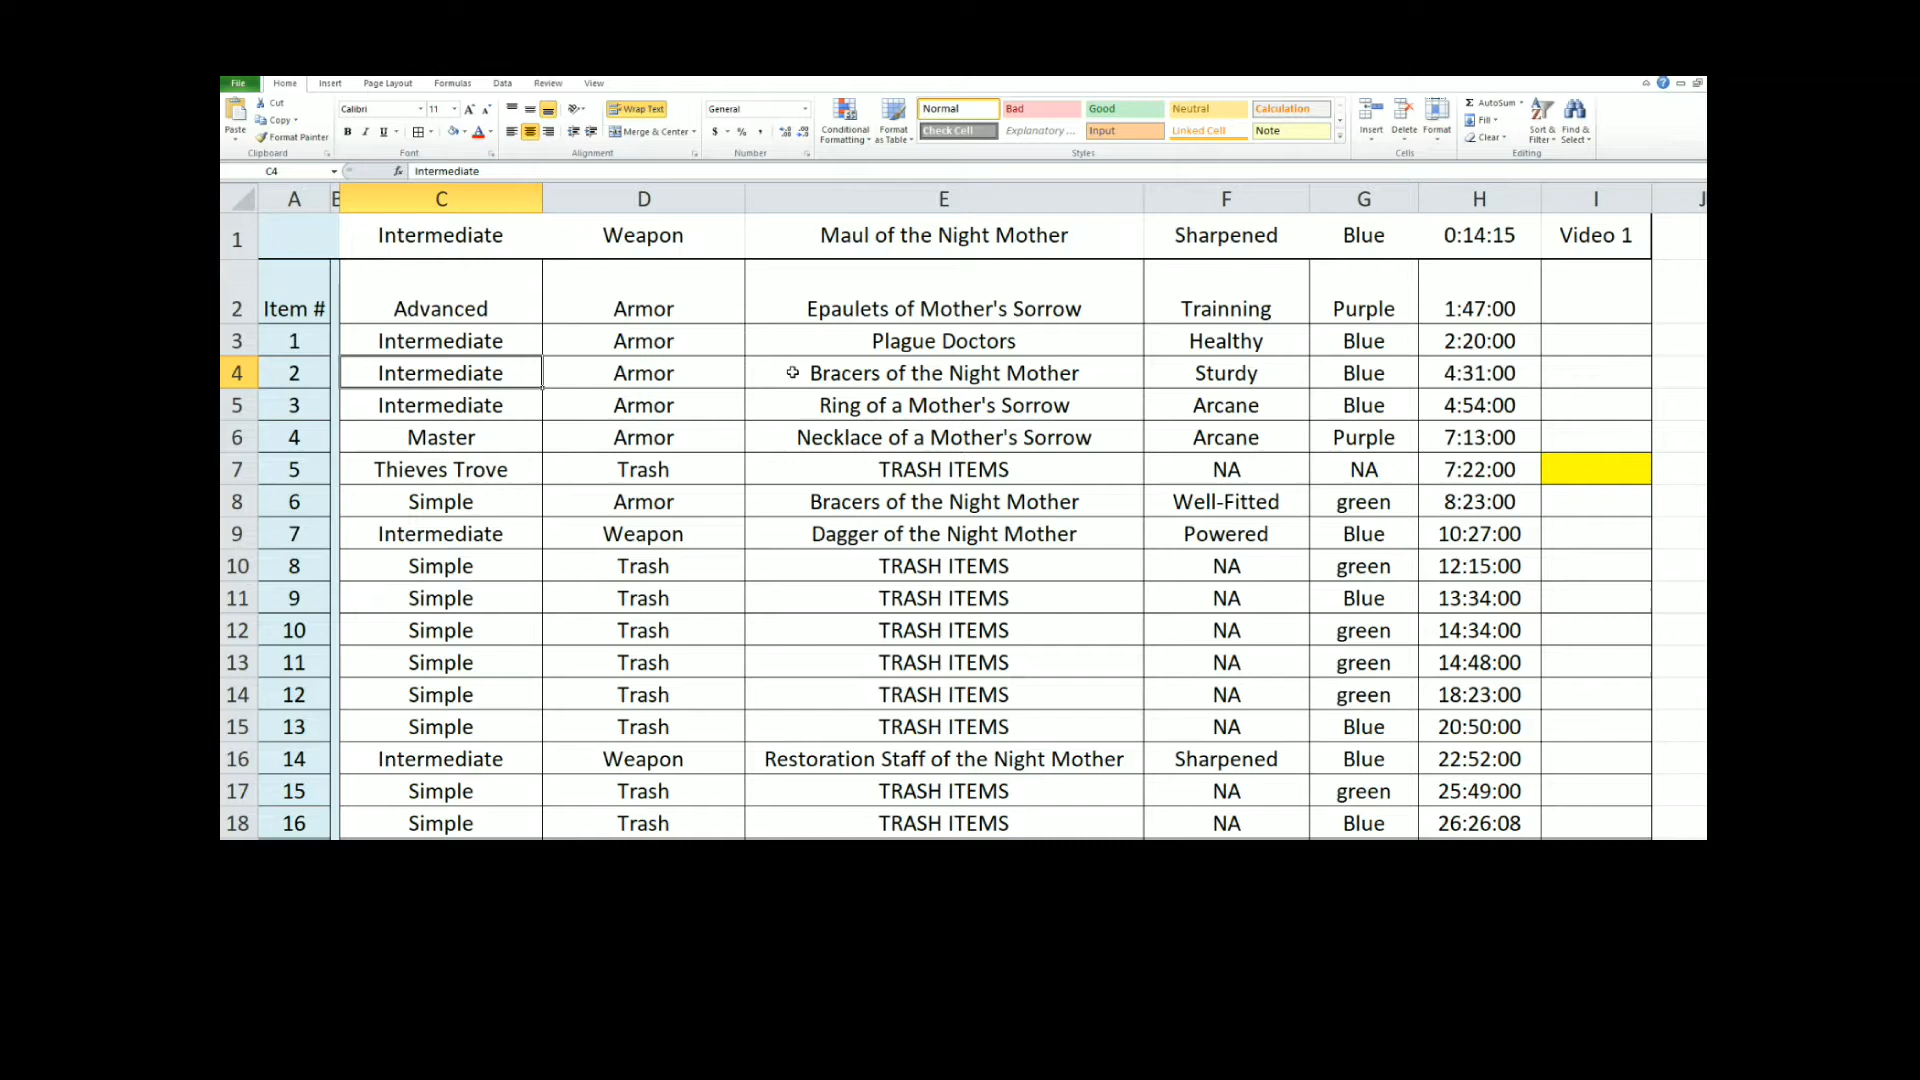 File Home Insert Page Layout Formulas Data Review View
Cut
Copy
Format Painter
Paste
Clipboard
Calibri 11 A A
B I U A
Font
Wrap Text
Merge & Center
Alignment
General
$ % ,
Number
Conditional Formatting
Format as Table
Normal Bad Good Neutral Calculation
Check Cell Explanatory ... Input Linked Cell Note
Styles
Insert Delete Format
Cells
Σ AutoSum
Fill
Clear
Sort & Filter
Find & Select
Editing
C4 fx Intermediate
A B C D E F G H I J
1 Intermediate Weapon Maul of the Night Mother Sharpened Blue 0:14:15 Video 1
2 Item # Advanced Armor Epaulets of Mother's Sorrow Trainning Purple 1:47:00
3 1 Intermediate Armor Plague Doctors Healthy Blue 2:20:00
4 2 Intermediate Armor Bracers of the Night Mother Sturdy Blue 4:31:00
5 3 Intermediate Armor Ring of a Mother's Sorrow Arcane Blue 4:54:00
6 4 Master Armor Necklace of a Mother's Sorrow Arcane Purple 7:13:00
7 5 Thieves Trove Trash TRASH ITEMS NA NA 7:22:00
8 6 Simple Armor Bracers of the Night Mother Well-Fitted green 8:23:00
9 7 Intermediate Weapon Dagger of the Night Mother Powered Blue 10:27:00
10 8 Simple Trash TRASH ITEMS NA green 12:15:00
11 9 Simple Trash TRASH ITEMS NA Blue 13:34:00
12 10 Simple Trash TRASH ITEMS NA green 14:34:00
13 11 Simple Trash TRASH ITEMS NA green 14:48:00
14 12 Simple Trash TRASH ITEMS NA green 18:23:00
15 13 Simple Trash TRASH ITEMS NA Blue 20:50:00
16 14 Intermediate Weapon Restoration Staff of the Night Mother Sharpened Blue 22:52:00
17 15 Simple Trash TRASH ITEMS NA green 25:49:00
18 16 Simple Trash TRASH ITEMS NA Blue 26:26:08